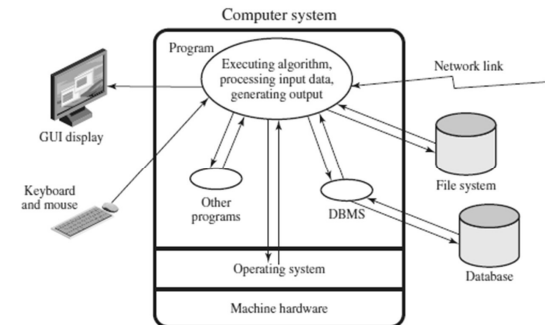 Computer system
Program
Executing algorithm,
processing input data,
generating output
Network link
GUI display
File system
Keyboard
and mouse
Other
programs
DBMS
Database
Operating system
Machine hardware